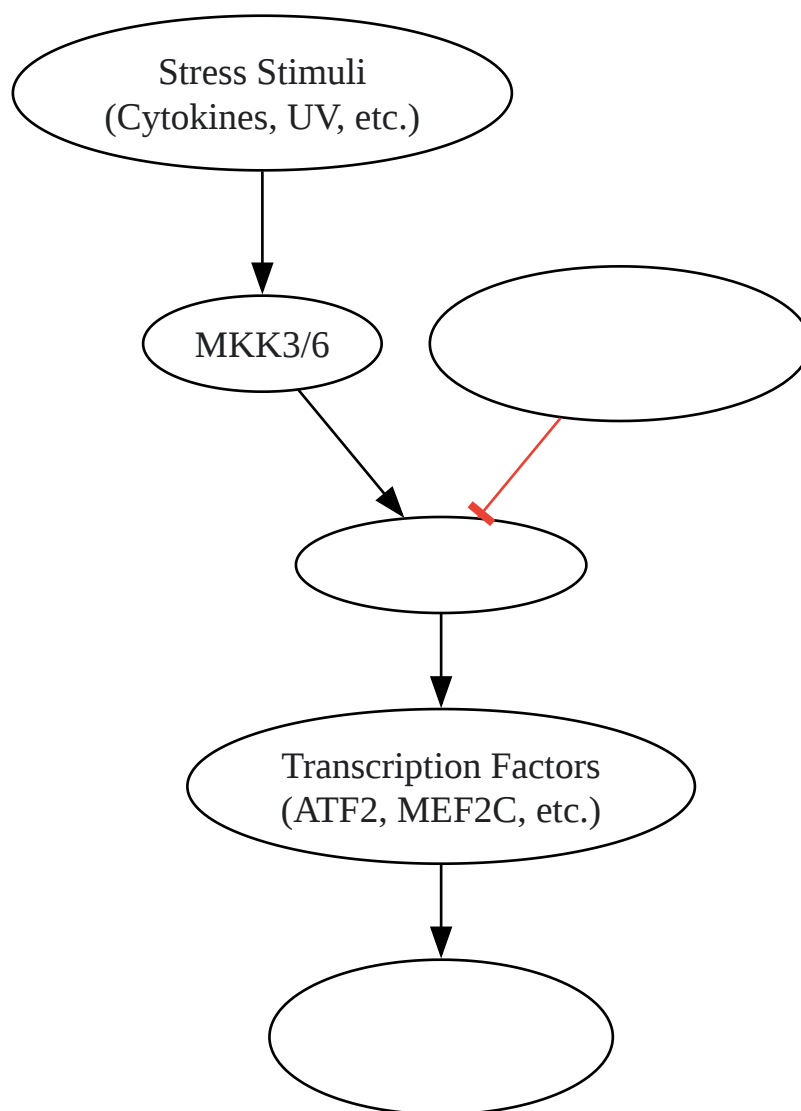 Stress Stimuli
(Cytokines, UV, etc.)
MKK3/6
Transcription Factors
(ATF2, MEF2C, etc.)